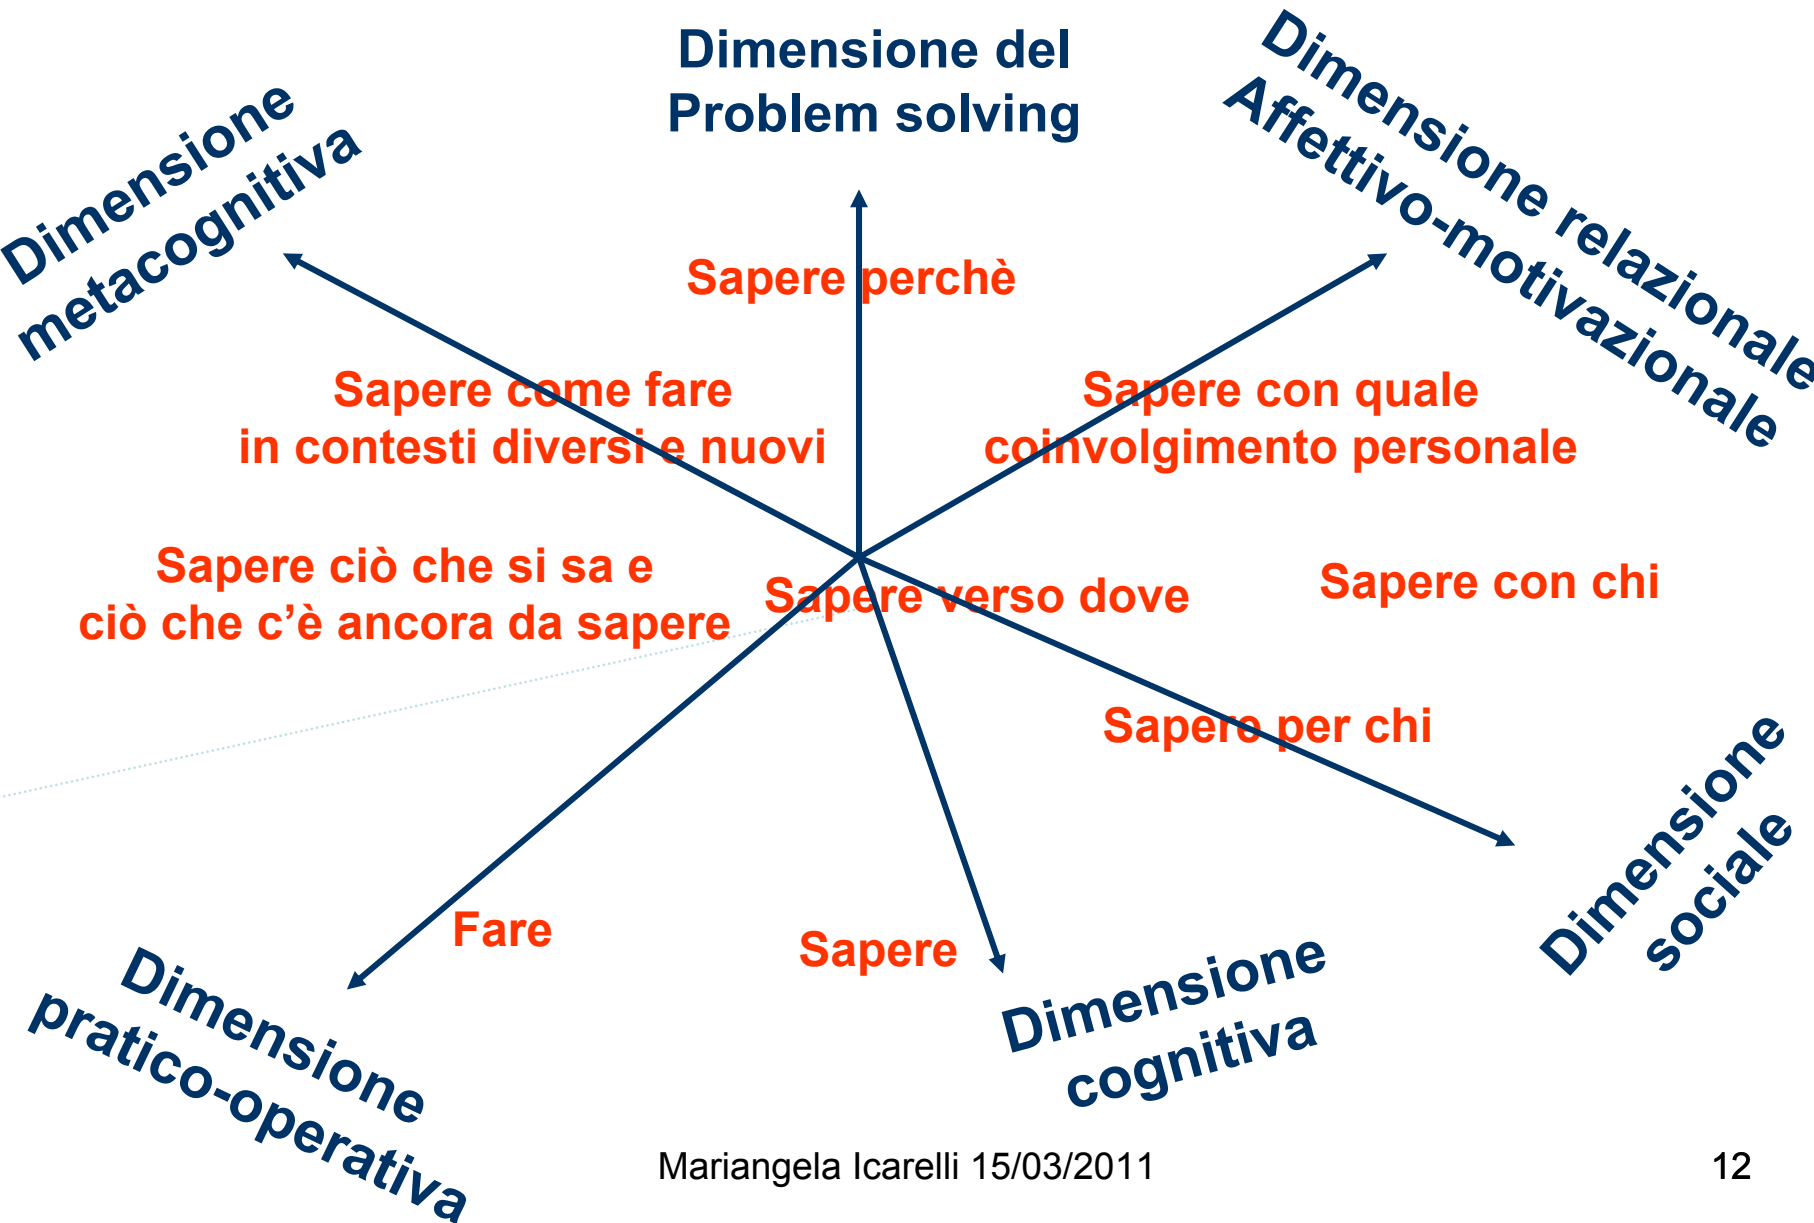 Dimensione del
Problem solving
Dimensione
metacognitiva
Dimensione relazionale
Affettivo-motivazionale
Sapere perchè
Sapere come fare
in contesti diversi e nuovi
Sapere con quale
coinvolgimento personale
Sapere ciò che si sa e
ciò che c’è ancora da sapere
Sapere verso dove
Sapere con chi
Sapere per chi
Dimensione
sociale
Fare
Sapere
Dimensione
pratico-operativa
Dimensione
cognitiva
Mariangela Icarelli 15/03/2011
12